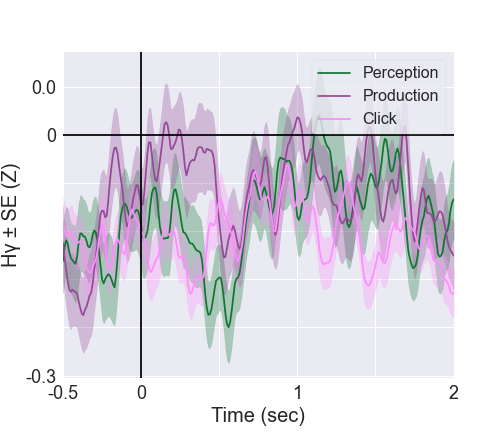 Perception
Production
Click
0.0
0
-0.3
Hγ ± SE (Z)
-0.5 0 1 2
Time (sec)